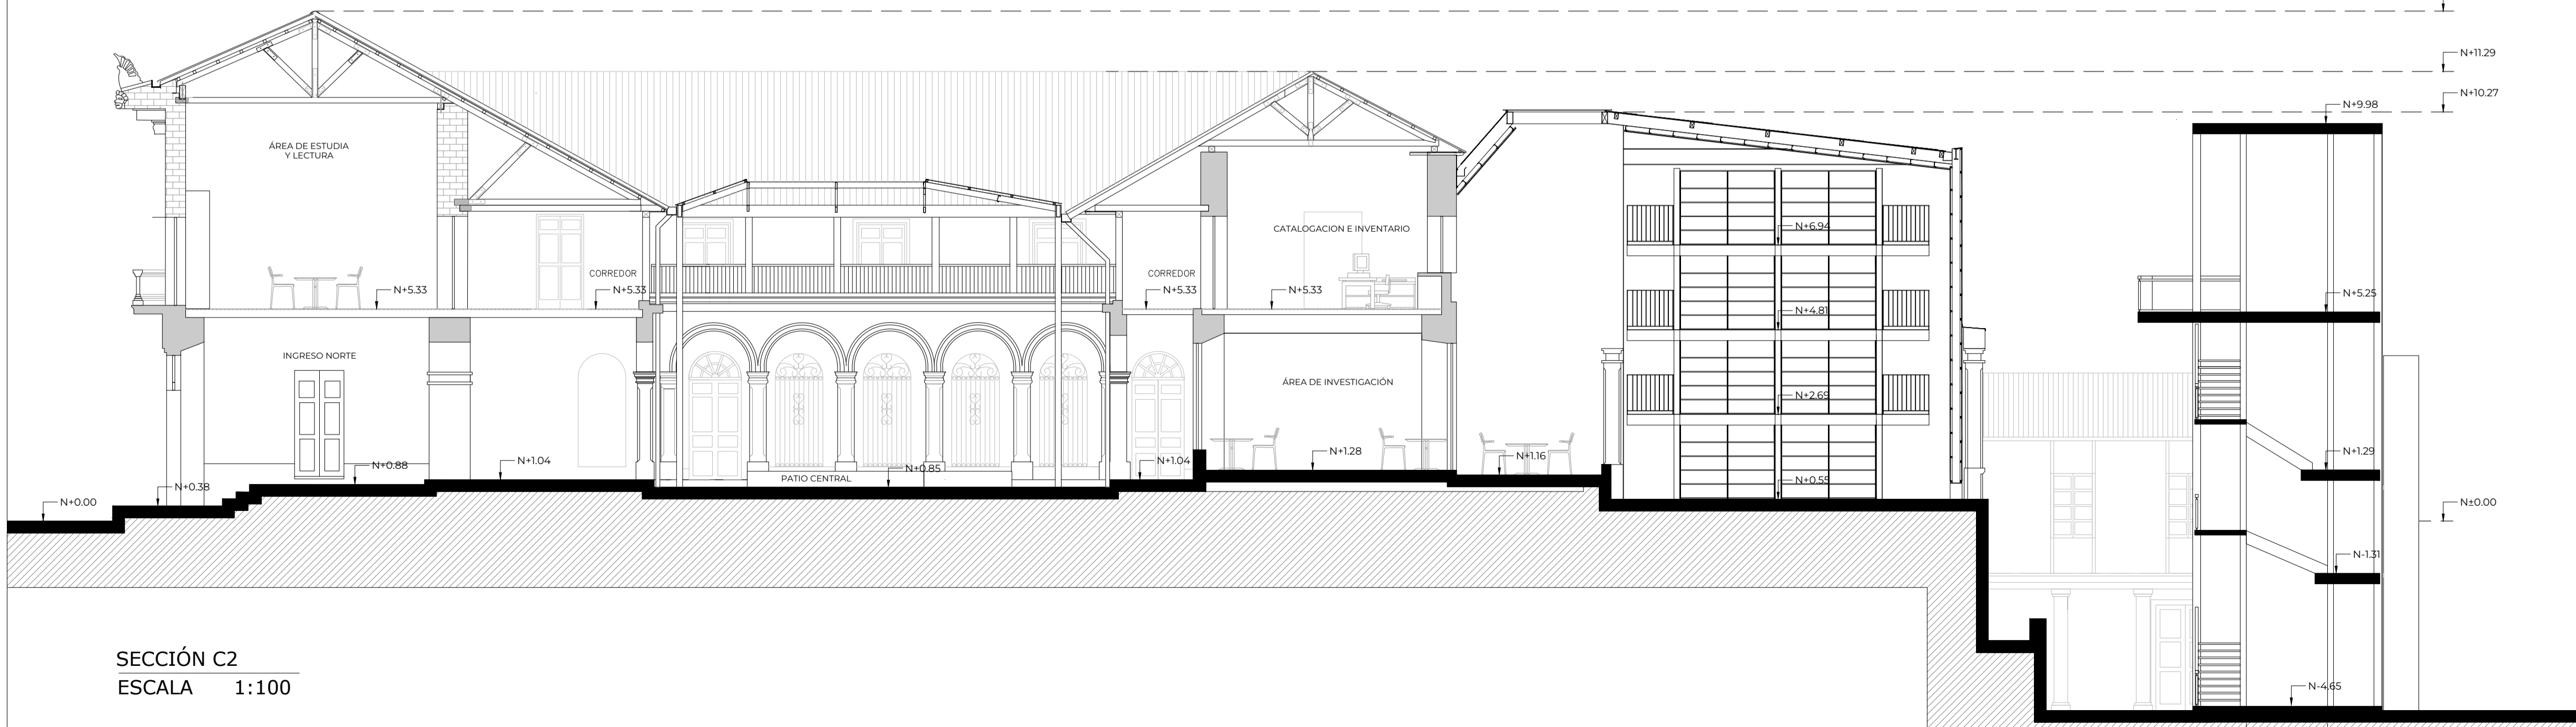 N+11.29
N+10.27
N+9.98
ÁREA DE ESTUDIA
Y LECTURA
N+6.94
CATALOGACION E INVENTARIO
CORREDOR
CORREDOR
N+5.33
N+5.33
N+5.33
N+5.33
N+5.25
N+4.81
INGRESO NORTE
ÁREA DE INVESTIGACIÓN
N+2.69
N+0.88
N+1.04
N+0.85
N+1.04
N+1.28
N+1.16
N+1.29
PATIO CENTRAL
N+0.55
N+0.38
N+0.00
N±0.00
N-1.31
SECCIÓN C2
ESCALA 1:100
N-4.65